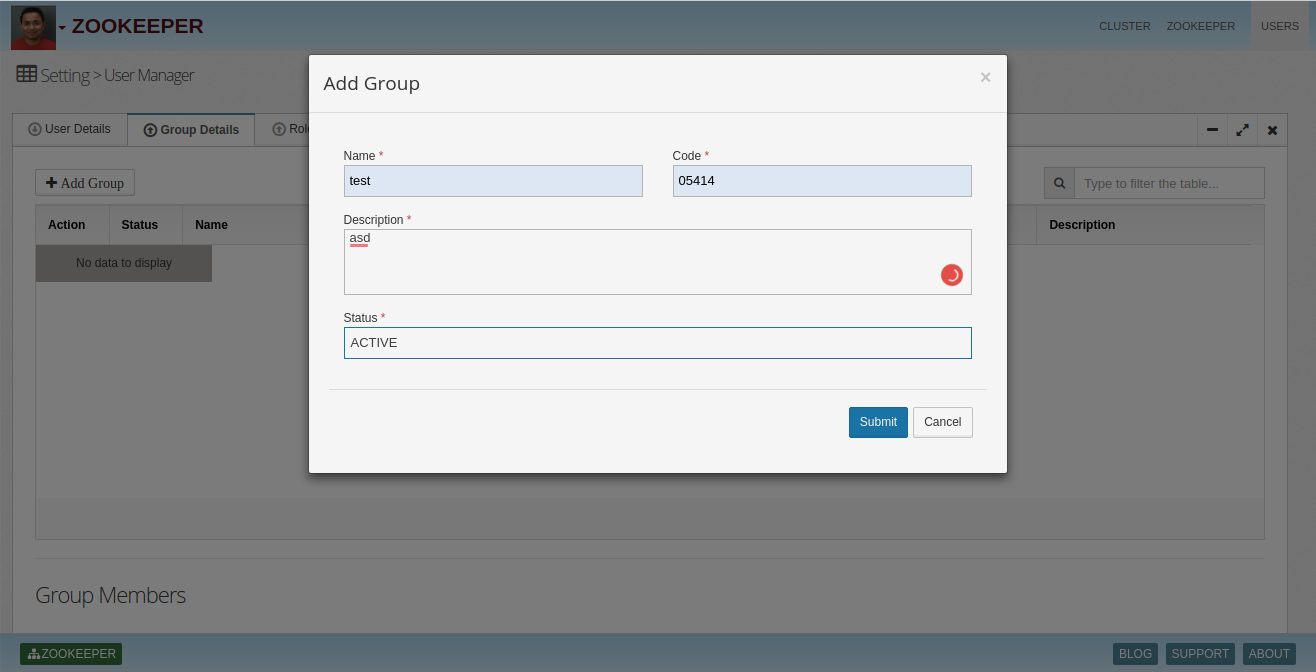 ZOOKEEPER
CLUSTER ZOOKEEPER USERS
Setting > User Manager
User Details Group Details
Add Group
Type to filter the table...
Action Status Name Description
No data to display
Add Group ×
Name * Code *
test 05414
Description *
asd
Status *
ACTIVE
Submit Cancel
Group Members
ZOOKEEPER BLOG SUPPORT ABOUT